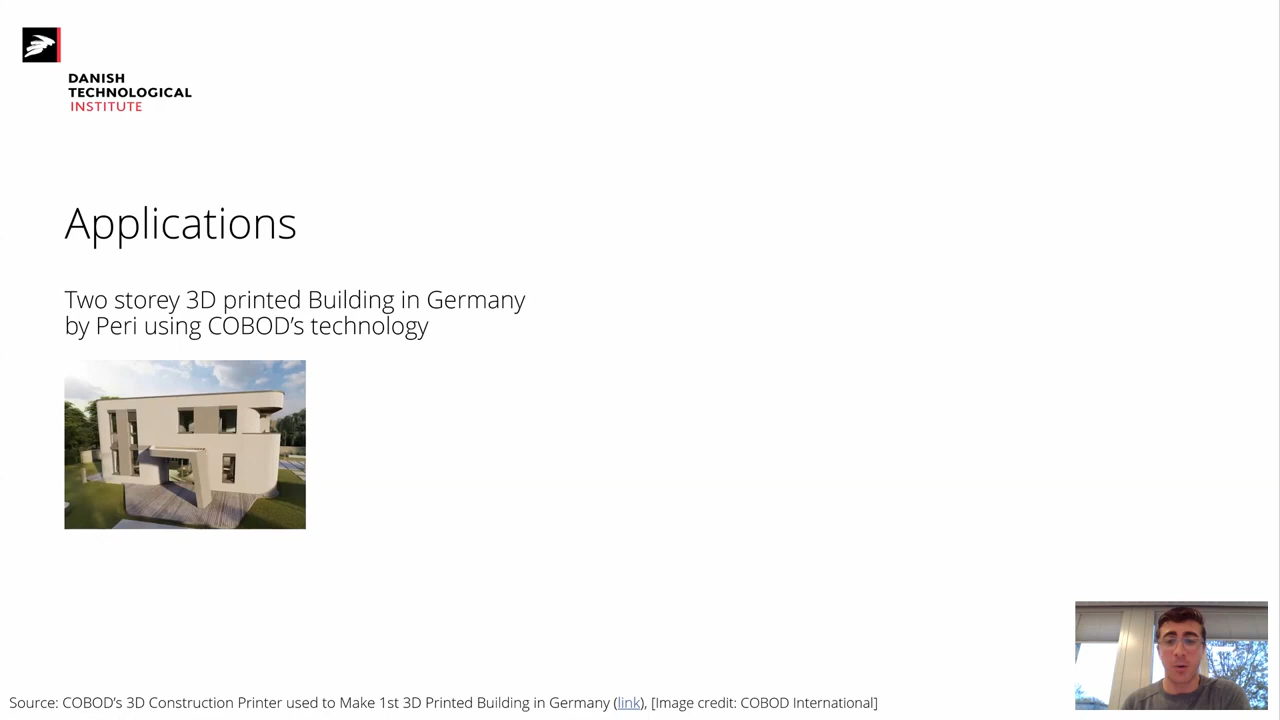 DANISH
TECHNOLOGICAL
INSTITUTE
Applications
Two storey 3D printed Building in Germany
by Peri using COBOD’s technology
Source: COBOD’s 3D Construction Printer used to Make 1st 3D Printed Building in Germany (link), [Image credit: COBOD International]